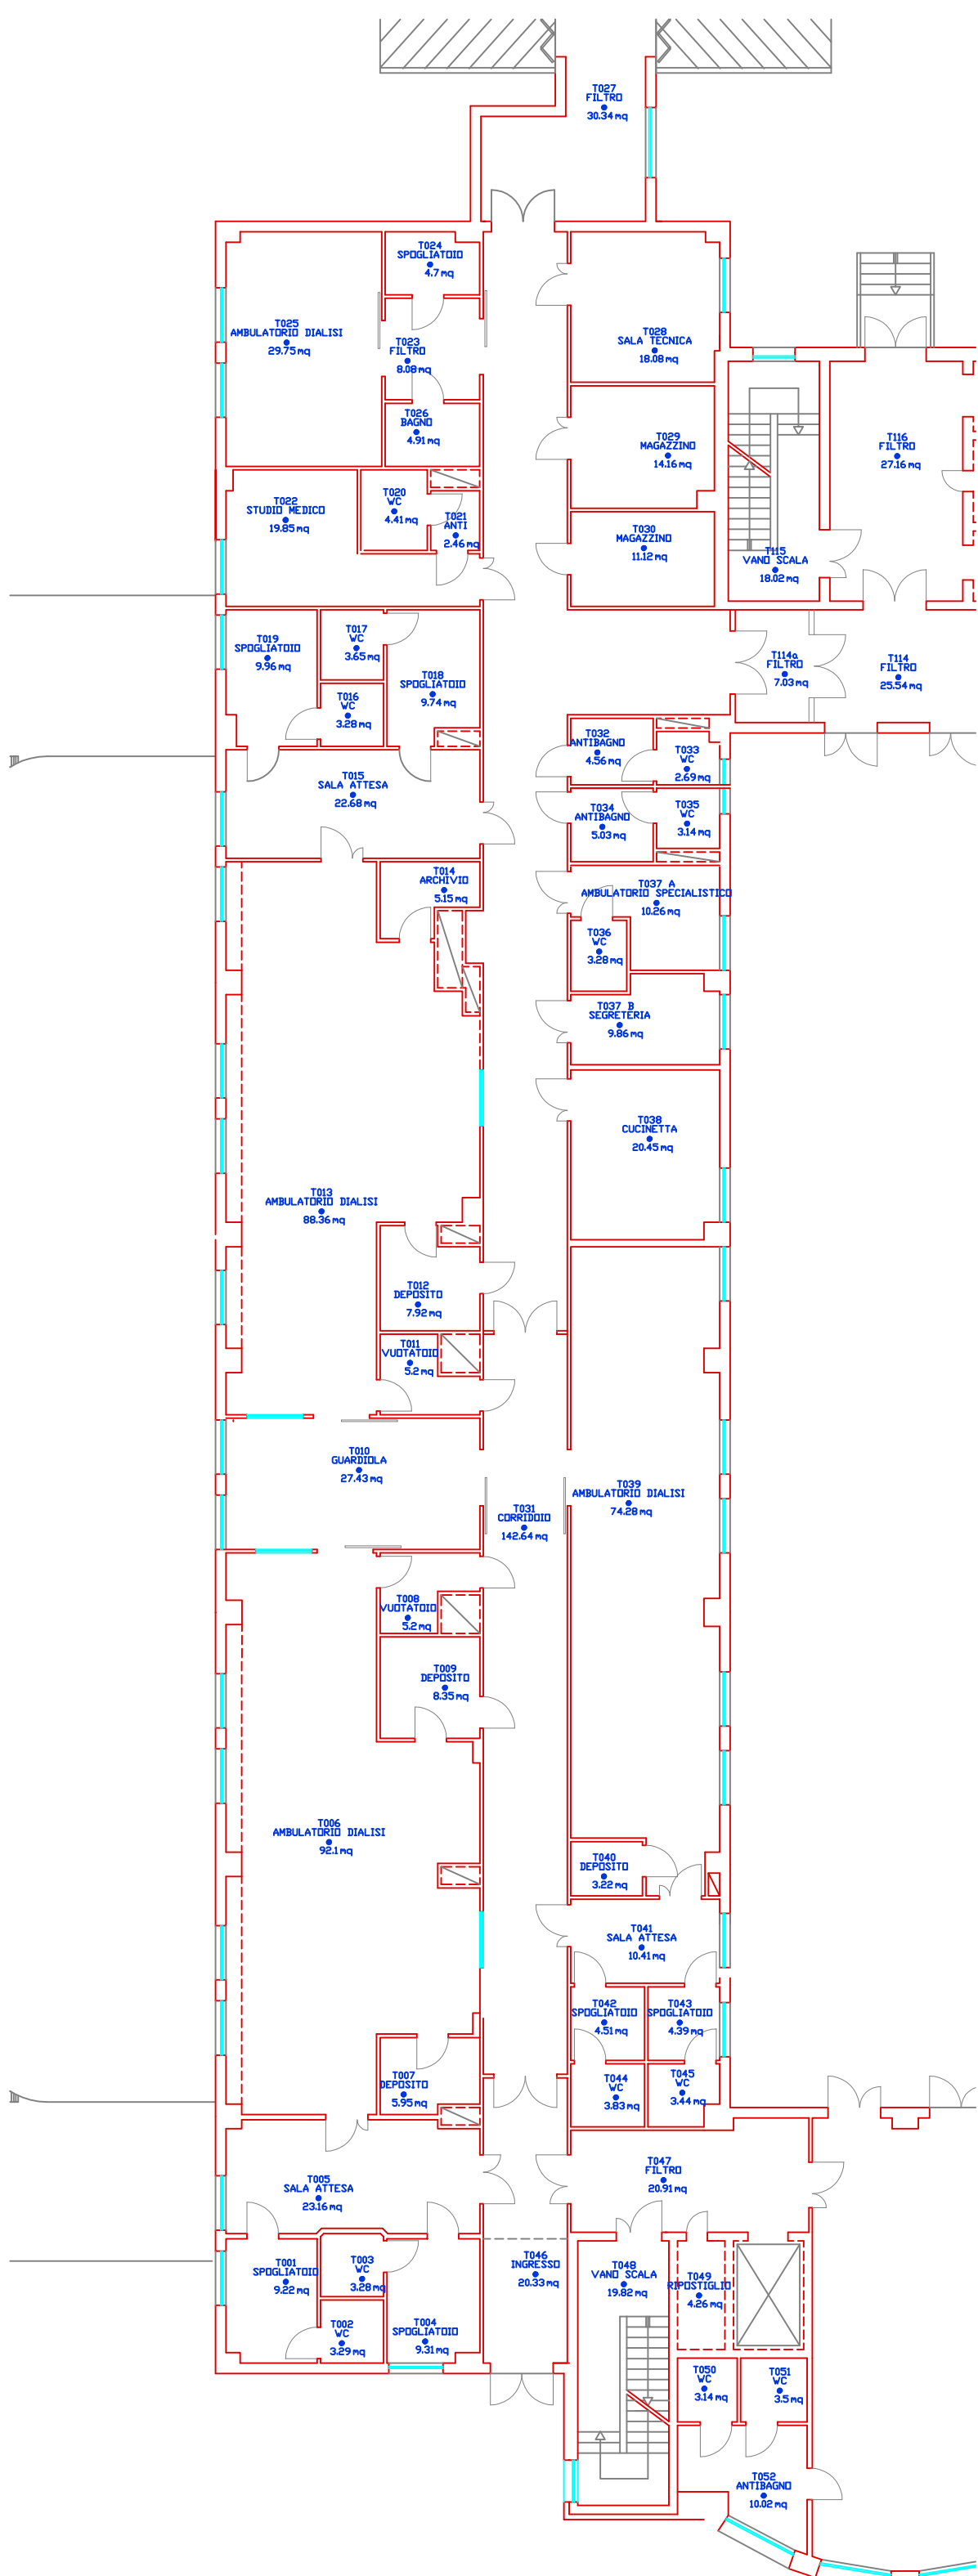 T027
FILTRO
30.34 mq
T024
SPOGLIATOIO
4.7 mq
T025
AMBULATORIO DIALISI
29.75 mq
T023
FILTRO
8.08 mq
T028
SALA TECNICA
18.08 mq
T026
BAGNO
4.91 mq
T029
MAGAZZINO
14.16 mq
T116
FILTRO
27.16 mq
T022
STUDIO MEDICO
19.85 mq
T020
WC
4.41 mq
T021
ANTI
2.46 mq
T030
MAGAZZINO
11.12 mq
T115
VANO SCALA
18.02 mq
T019
SPOGLIATOIO
9.96 mq
T017
WC
3.65 mq
T018
SPOGLIATOIO
9.74 mq
T016
WC
3.28 mq
T114a
FILTRO
7.03 mq
T114
FILTRO
25.54 mq
T032
ANTIBAGNO
4.56 mq
T033
WC
2.69 mq
T015
SALA ATTESA
22.68 mq
T034
ANTIBAGNO
5.03 mq
T035
WC
3.14 mq
T014
ARCHIVIO
5.15 mq
T037 A
AMBULATORIO SPECIALISTICO
10.26 mq
T036
WC
3.28 mq
T037 B
SEGRETERIA
9.86 mq
T038
CUCINETTA
20.45 mq
T013
AMBULATORIO DIALISI
88.36 mq
T012
DEPOSITO
7.92 mq
T011
VUOTATOIO
5.2 mq
T010
GUARDIOLA
27.43 mq
T031
CORRIDOIO
142.64 mq
T039
AMBULATORIO DIALISI
74.28 mq
T008
VUOTATOIO
5.2 mq
T009
DEPOSITO
8.35 mq
T006
AMBULATORIO DIALISI
92.1 mq
T040
DEPOSITO
3.22 mq
T041
SALA ATTESA
10.41 mq
T042
SPOGLIATOIO
4.51 mq
T043
SPOGLIATOIO
4.39 mq
T007
DEPOSITO
5.95 mq
T044
WC
3.83 mq
T045
WC
3.44 mq
T005
SALA ATTESA
23.16 mq
T047
FILTRO
20.91 mq
T001
SPOGLIATOIO
9.22 mq
T003
WC
3.28 mq
T046
INGRESSO
20.33 mq
T048
VANO SCALA
19.82 mq
T049
RIPOSTIGLIO
4.26 mq
T002
WC
3.29 mq
T004
SPOGLIATOIO
9.31 mq
T050
WC
3.14 mq
T051
WC
3.5 mq
T052
ANTIBAGNO
10.02 mq